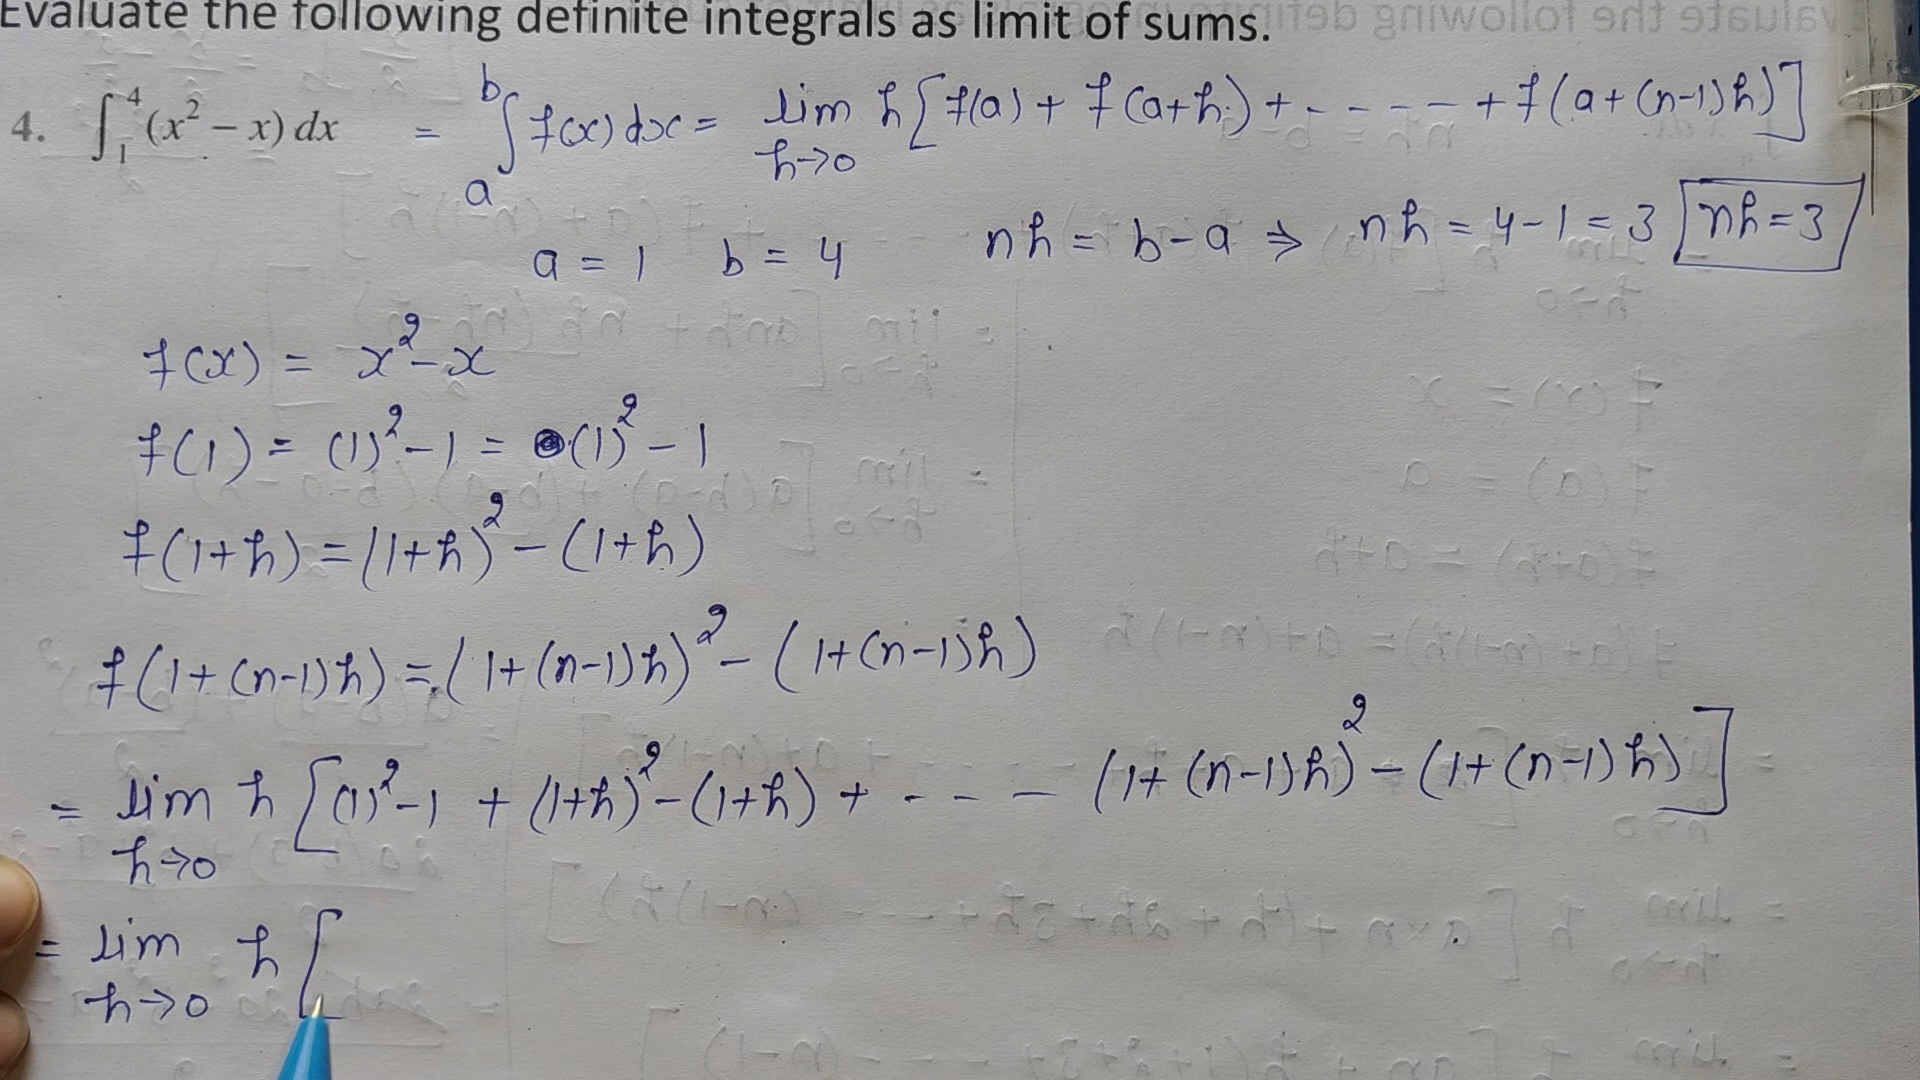 Evaluate the following definite integrals as limit of sums.
4. ∫₁⁴ (x² – x) dx = ∫ₐᵇ f(x) dx = lim h→0 h [f(a) + f(a+h) + - - - - + f(a+(n-1)h)]
a = 1 b = 4 nh = b-a ⇒ nh = 4-1 = 3 nh = 3
f(x) = x² - x
f(1) = (1)² - 1 = (1)² - 1
f(1+h) = (1+h)² - (1+h)
f(1+(n-1)h) = (1+(n-1)h)² - (1+(n-1)h)
= lim h→0 h [(1)² - 1 + (1+h)² - (1+h) + - - - (1+(n-1)h)² - (1+(n-1)h)]
= lim h→0 h [